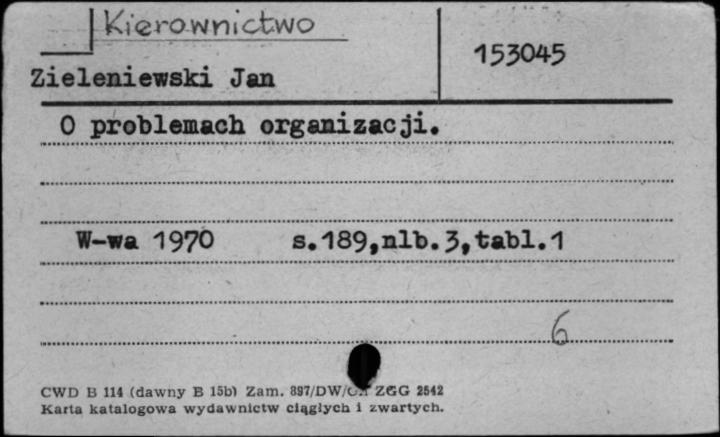 Kierownictwo
153045
Zieleniewski Jan
O problemach organizacji.
W-wa 1970 s.189,nlb.3,tabl.1
6
CWD B 114 (dawny B 15b) Zam. 897/DW/ ZGG 2542
Karta katalogowa wydawnictw ciągłych i zwartych.